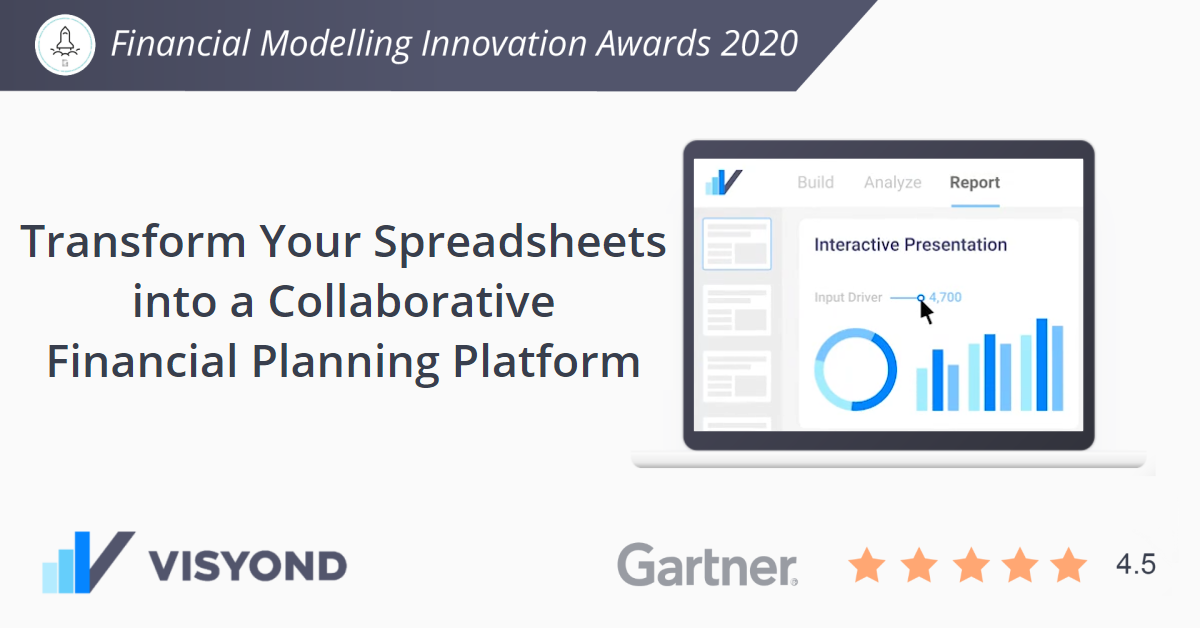 Financial Modelling Innovation Awards 2020
Transform Your Spreadsheets
into a Collaborative
Financial Planning Platform
Build Analyze Report
Interactive Presentation
Input Driver 4,700
VISYOND
Gartner 4.5